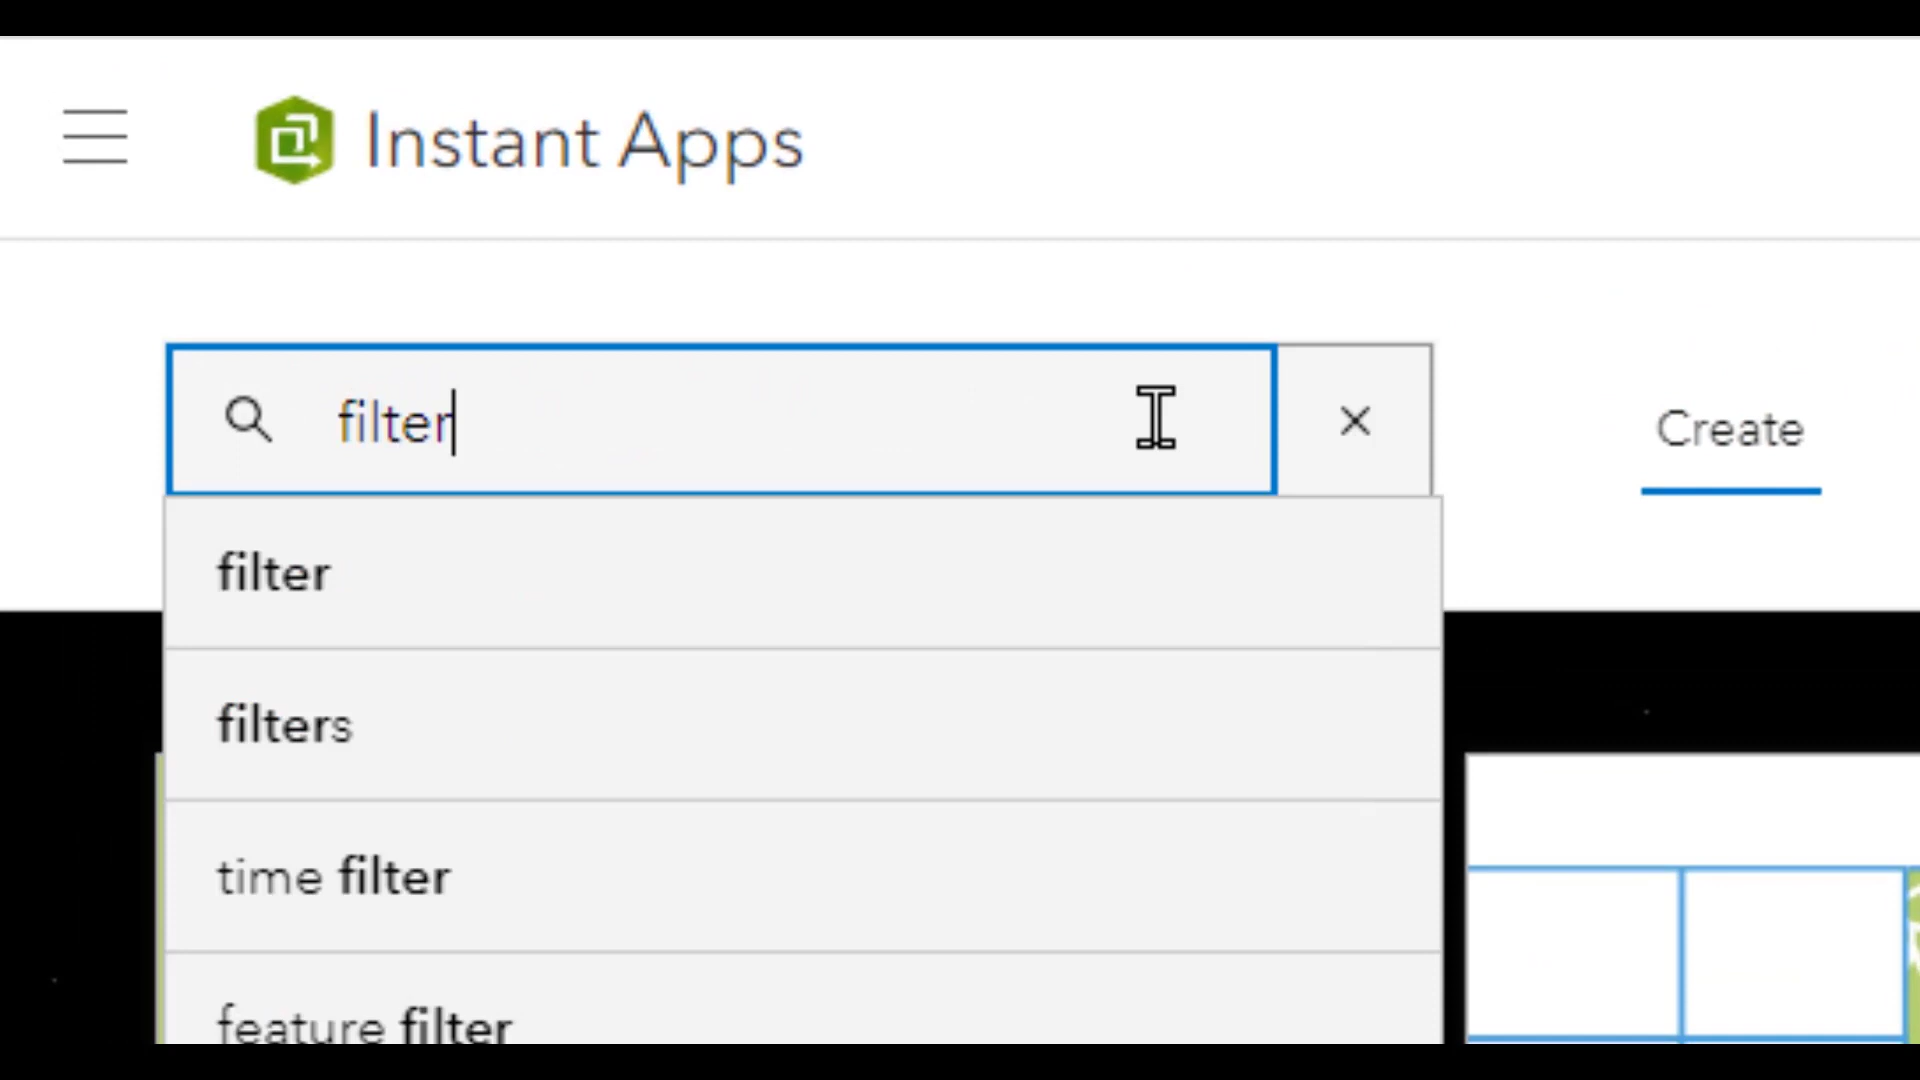 Instant Apps
filter
Create
filter
filters
time filter
feature filter